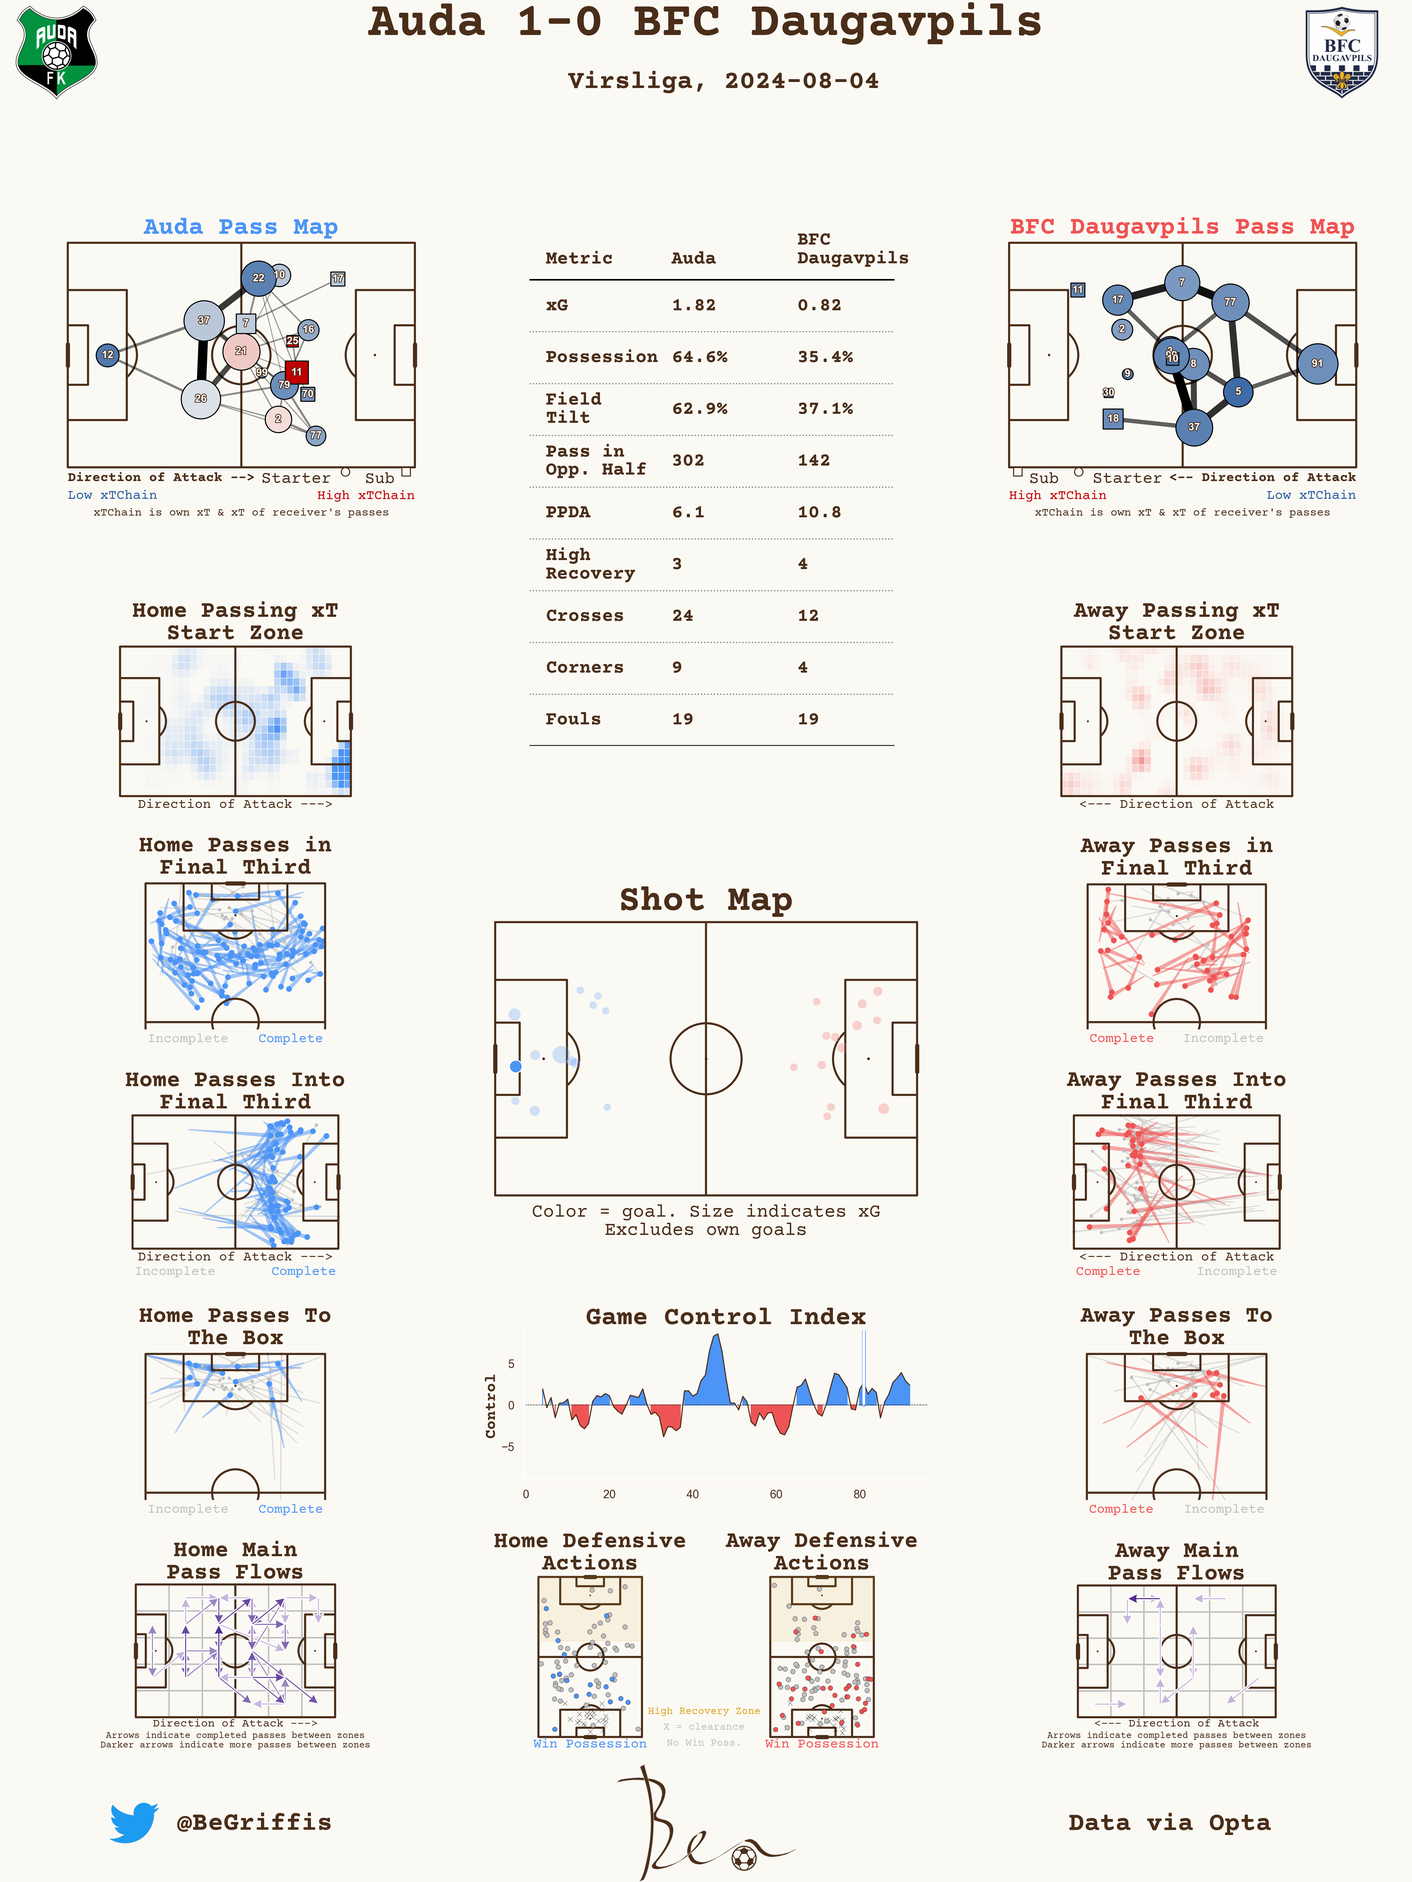 Auda 1-0 BFC Daugavpils
Virsliga, 2024-08-04
AUDA
FK
BFC
DAUGAVPILS
Auda Pass Map
22
10
17
37
7
16
25
12
21
99
11
79
70
26
2
77
Direction of Attack --> Starter Sub
Low xTChain High xTChain
xTChain is own xT & xT of receiver's passes
Metric Auda BFC Daugavpils
xG 1.82 0.82
Possession 64.6% 35.4%
Field Tilt 62.9% 37.1%
Pass in Opp. Half 302 142
PPDA 6.1 10.8
High Recovery 3 4
Crosses 24 12
Corners 9 4
Fouls 19 19
BFC Daugavpils Pass Map
11
7
17
77
2
10
8
91
9
30
5
18
37
Sub Starter <-- Direction of Attack
High xTChain Low xTChain
xTChain is own xT & xT of receiver's passes
Home Passing xT
Start Zone
Direction of Attack --->
Away Passing xT
Start Zone
<--- Direction of Attack
Home Passes in
Final Third
Incomplete Complete
Away Passes in
Final Third
Complete Incomplete
Shot Map
Color = goal. Size indicates xG
Excludes own goals
Home Passes Into
Final Third
Direction of Attack --->
Incomplete Complete
Away Passes Into
Final Third
<--- Direction of Attack
Complete Incomplete
Home Passes To
The Box
Incomplete Complete
Game Control Index
Control
5
0
−5
0 20 40 60 80
Away Passes To
The Box
Complete Incomplete
Home Main
Pass Flows
Direction of Attack --->
Arrows indicate completed passes between zones
Darker arrows indicate more passes between zones
Home Defensive
Actions
Win Possession
High Recovery Zone
X = clearance
No Win Poss.
Away Defensive
Actions
Win Possession
Away Main
Pass Flows
<--- Direction of Attack
Arrows indicate completed passes between zones
Darker arrows indicate more passes between zones
@BeGriffis
Ben
Data via Opta